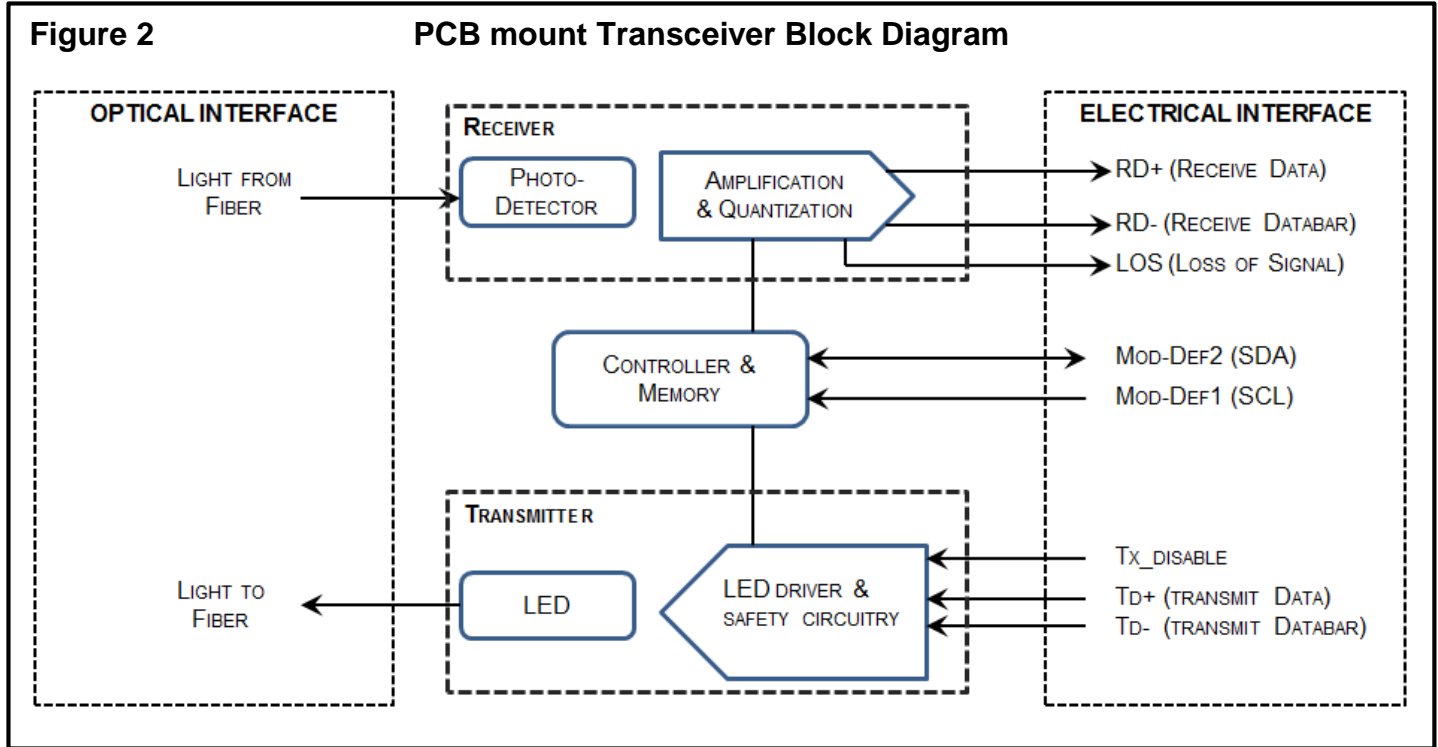 Figure 2 PCB mount Transceiver Block Diagram
OPTICAL INTERFACE
LIGHT FROM
FIBER
LIGHT TO
FIBER
RECEIVER
PHOTO-
DETECTOR
AMPLIFICATION
& QUANTIZATION
CONTROLLER &
MEMORY
TRANSMITTER
LED
LED DRIVER &
SAFETY CIRCUITRY
ELECTRICAL INTERFACE
RD+ (RECEIVE DATA)
RD- (RECEIVE DATABAR)
LOS (LOSS OF SIGNAL)
MOD-DEF2 (SDA)
MOD-DEF1 (SCL)
TX_DISABLE
TD+ (TRANSMIT DATA)
TD- (TRANSMIT DATABAR)